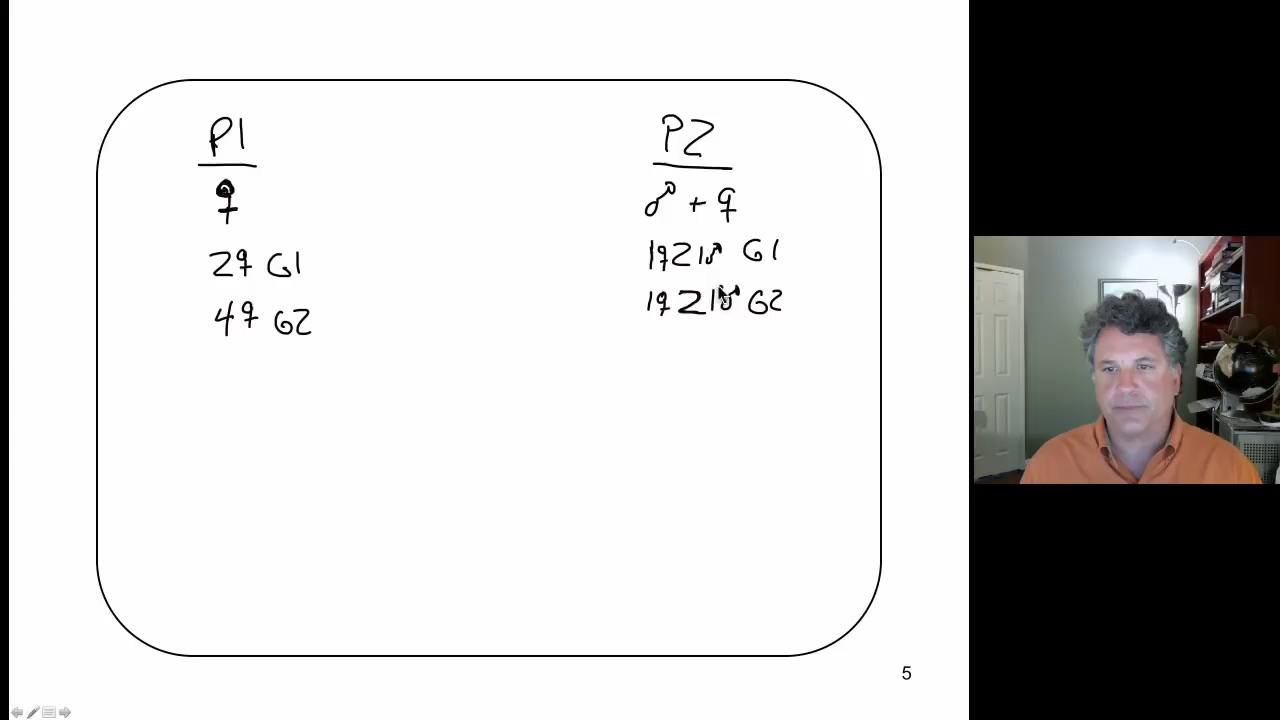 P1
♀
2♀ G1
4♀ G2
P2
♂ + ♀
1♀ 2 1♂ G1
1♀ 2 1♂ G2
5